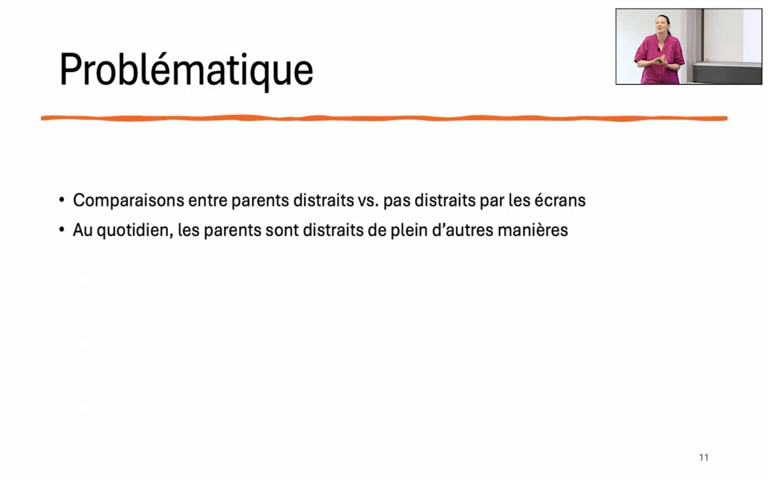 Problématique
• Comparaisons entre parents distraits vs. pas distraits par les écrans
• Au quotidien, les parents sont distraits de plein d’autres manières
11